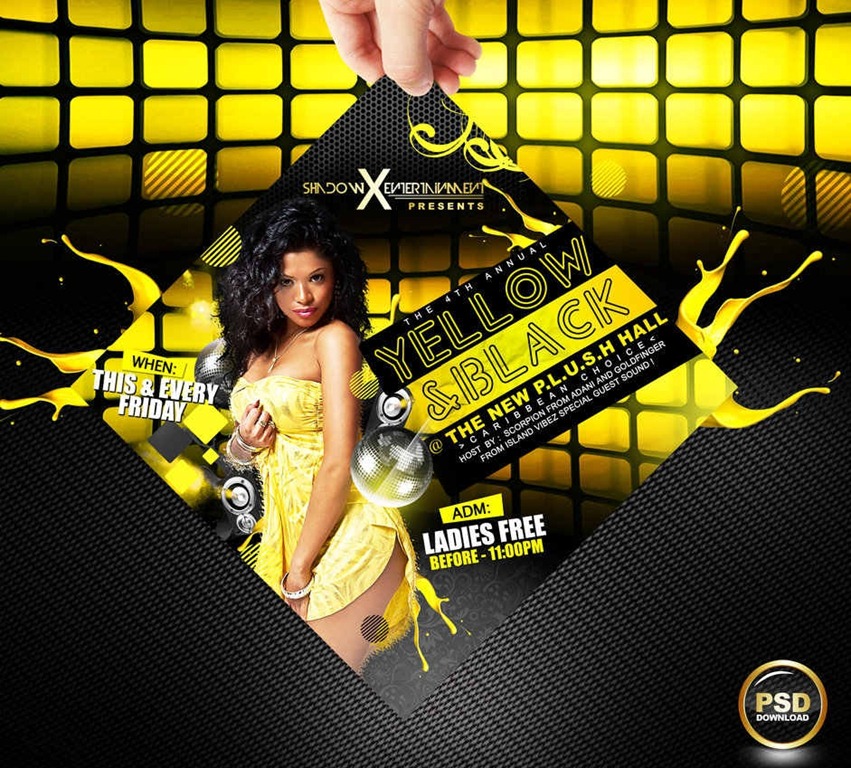 SHADOW X ENTERTAINMENT
PRESENTS
THE 4TH ANNUAL
YELLOW
&BLACK
@ THE NEW P.L.U.S.H HALL
>CARIBBEAN CHOICE<
HOST BY : SCORPION FROM ADANI AND GOLDFINGER
FROM ISLAND VIBEZ SPECIAL GUEST SOUND !
WHEN:
THIS & EVERY
FRIDAY
ADM:
LADIES FREE
BEFORE - 11:00PM
PSD
DOWNLOAD